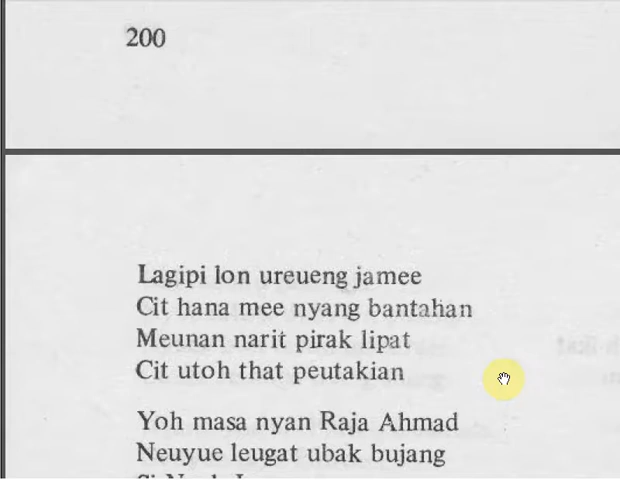 200
Lagipi lon ureueng jamee
Cit hana mee nyang bantahan
Meunan narit pirak lipat
Cit utoh that peutakian
Yoh masa nyan Raja Ahmad
Neuyue leugat ubak bujang